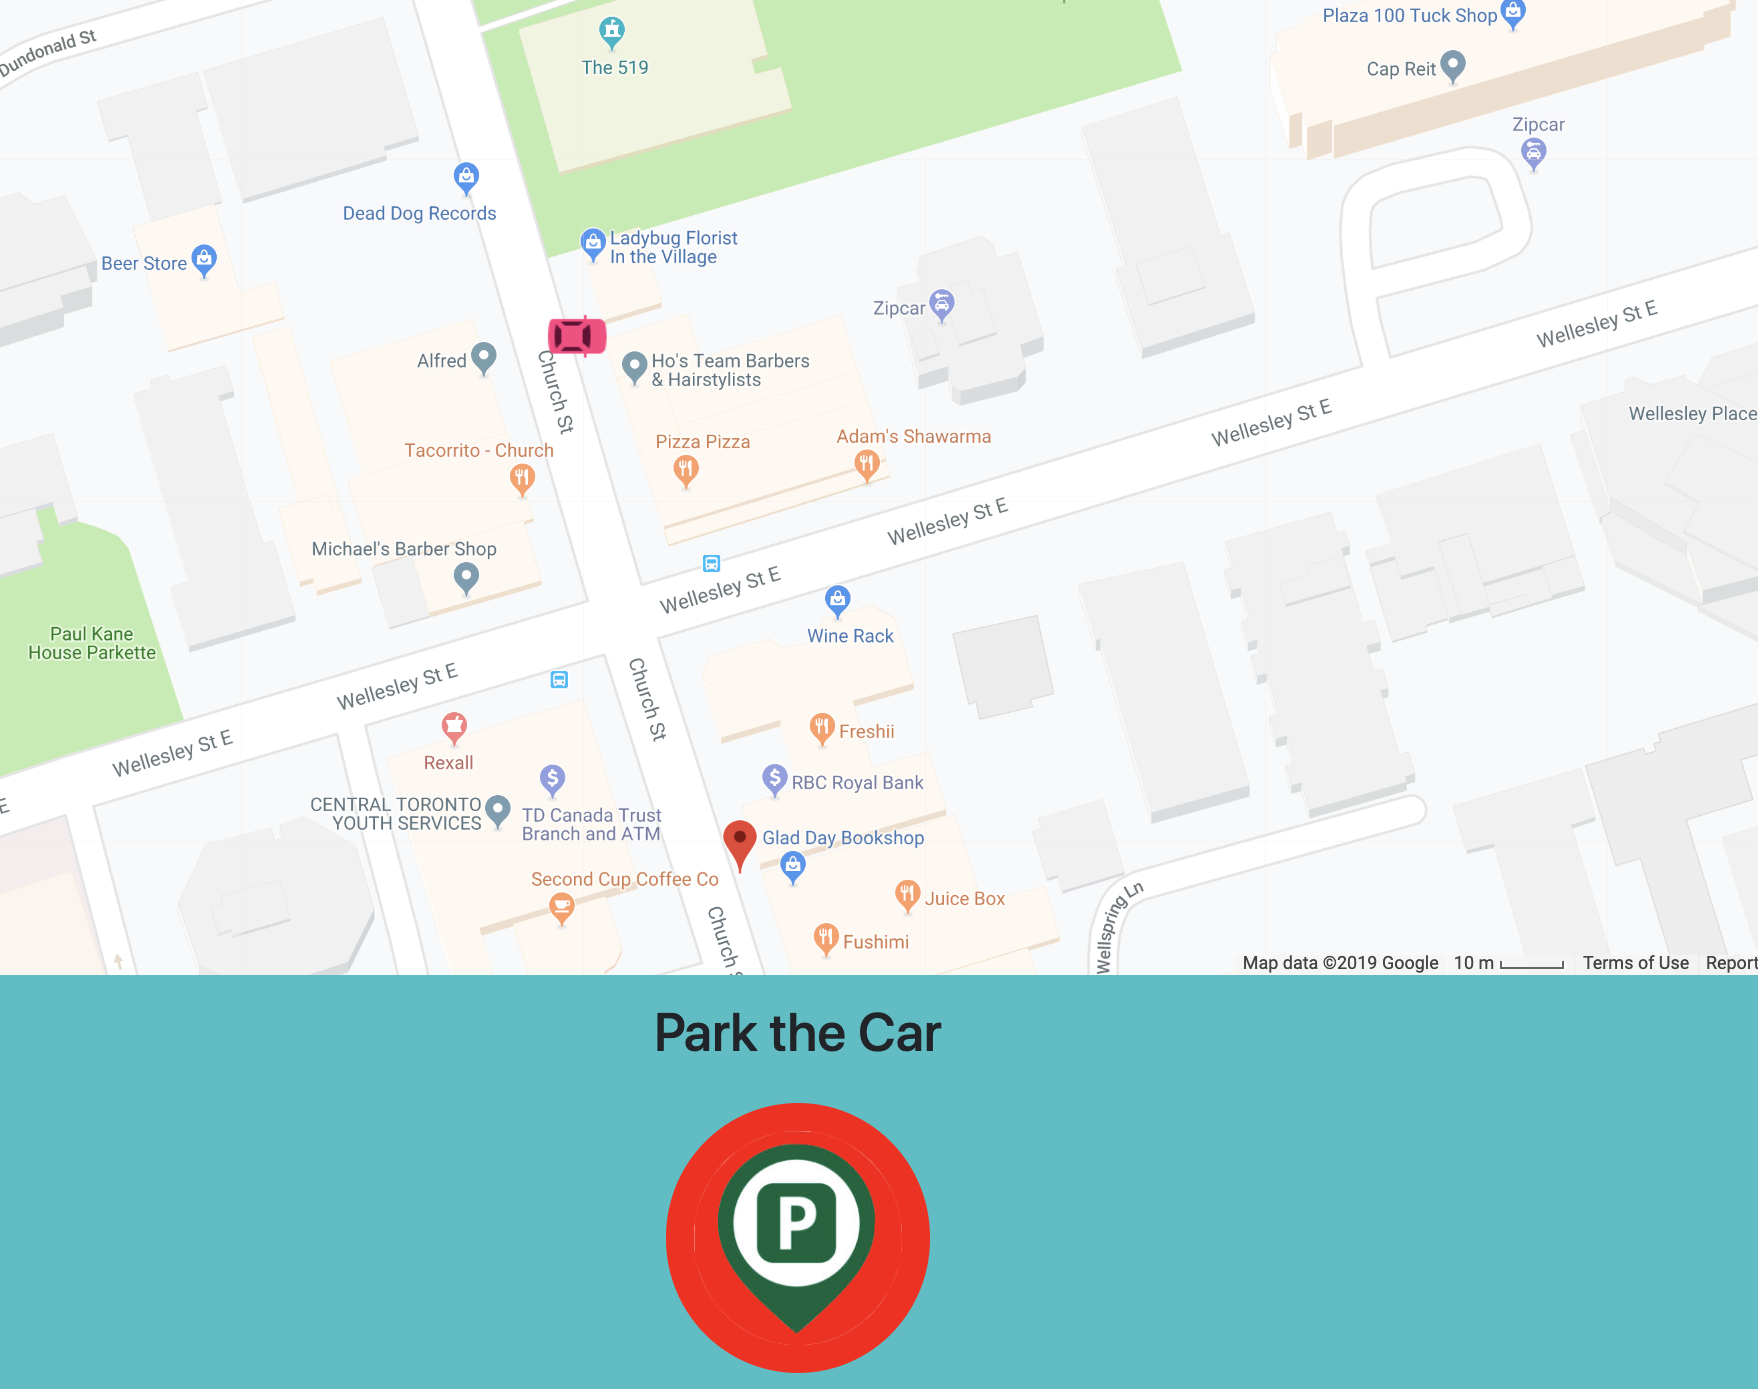 Dundonald St
The 519
Plaza 100 Tuck Shop
Cap Reit
Zipcar
Dead Dog Records
Ladybug Florist
In the Village
Beer Store
Zipcar
Wellesley St E
Alfred
Church St
Ho's Team Barbers
& Hairstylists
Wellesley St E
Wellesley Place
Tacorrito - Church
Pizza Pizza
Adam's Shawarma
Wellesley St E
Michael's Barber Shop
Wellesley St E
Paul Kane
House Parkette
Wine Rack
Wellesley St E
Church St
Wellesley St E
Rexall
Freshii
E
CENTRAL TORONTO
YOUTH SERVICES
TD Canada Trust
Branch and ATM
$
$
RBC Royal Bank
Glad Day Bookshop
Second Cup Coffee Co
Juice Box
Church S
Fushimi
Wellspring Ln
Map data ©2019 Google 10 m Terms of Use Report
Park the Car
P